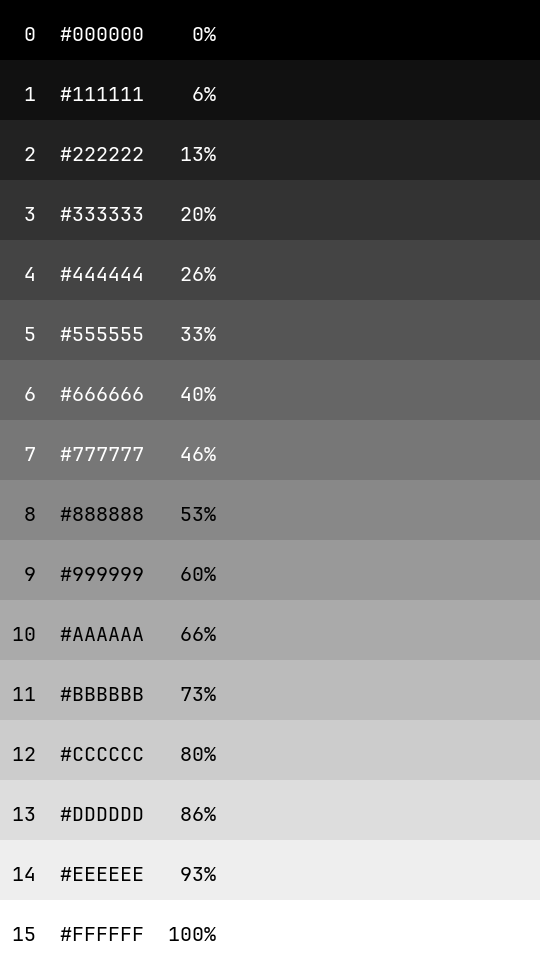 0 #000000 0%
1 #111111 6%
2 #222222 13%
3 #333333 20%
4 #444444 26%
5 #555555 33%
6 #666666 40%
7 #777777 46%
8 #888888 53%
9 #999999 60%
10 #AAAAAA 66%
11 #BBBBBB 73%
12 #CCCCCC 80%
13 #DDDDDD 86%
14 #EEEEEE 93%
15 #FFFFFF 100%